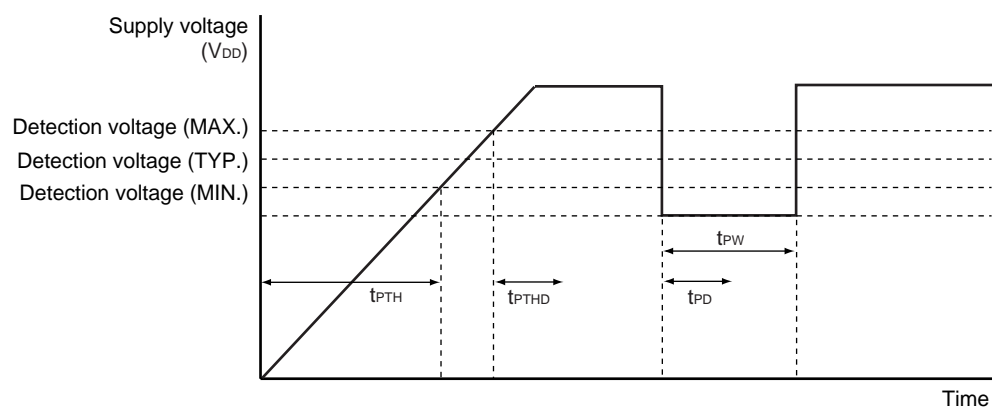 Supply voltage
(VDD)
Detection voltage (MAX.)
Detection voltage (TYP.)
Detection voltage (MIN.)
tPW
tPTH
tPTHD
tPD
Time